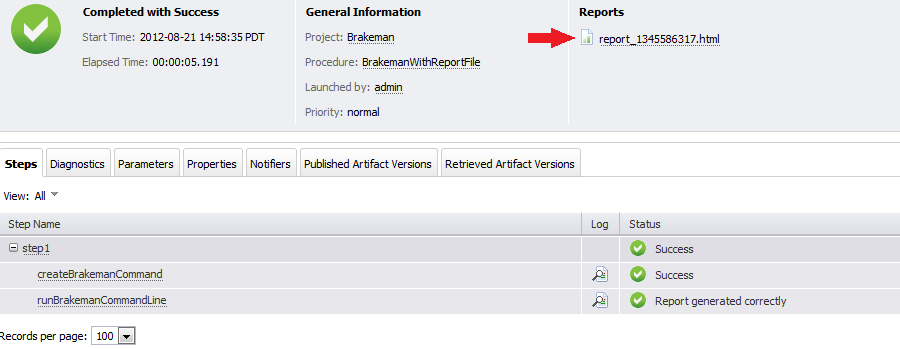 Completed with Success
Start Time: 2012-08-21 14:58:35 PDT
Elapsed Time: 00:00:05.191
General Information
Project: Brakeman
Procedure: BrakemanWithReportFile
Launched by: admin
Priority: normal
Reports
report_1345586317.html
Steps Diagnostics Parameters Properties Notifiers Published Artifact Versions Retrieved Artifact Versions
View: All
Step Name Log Status
step1 Success
createBrakemanCommand Success
runBrakemanCommandLine Report generated correctly
Records per page: 100